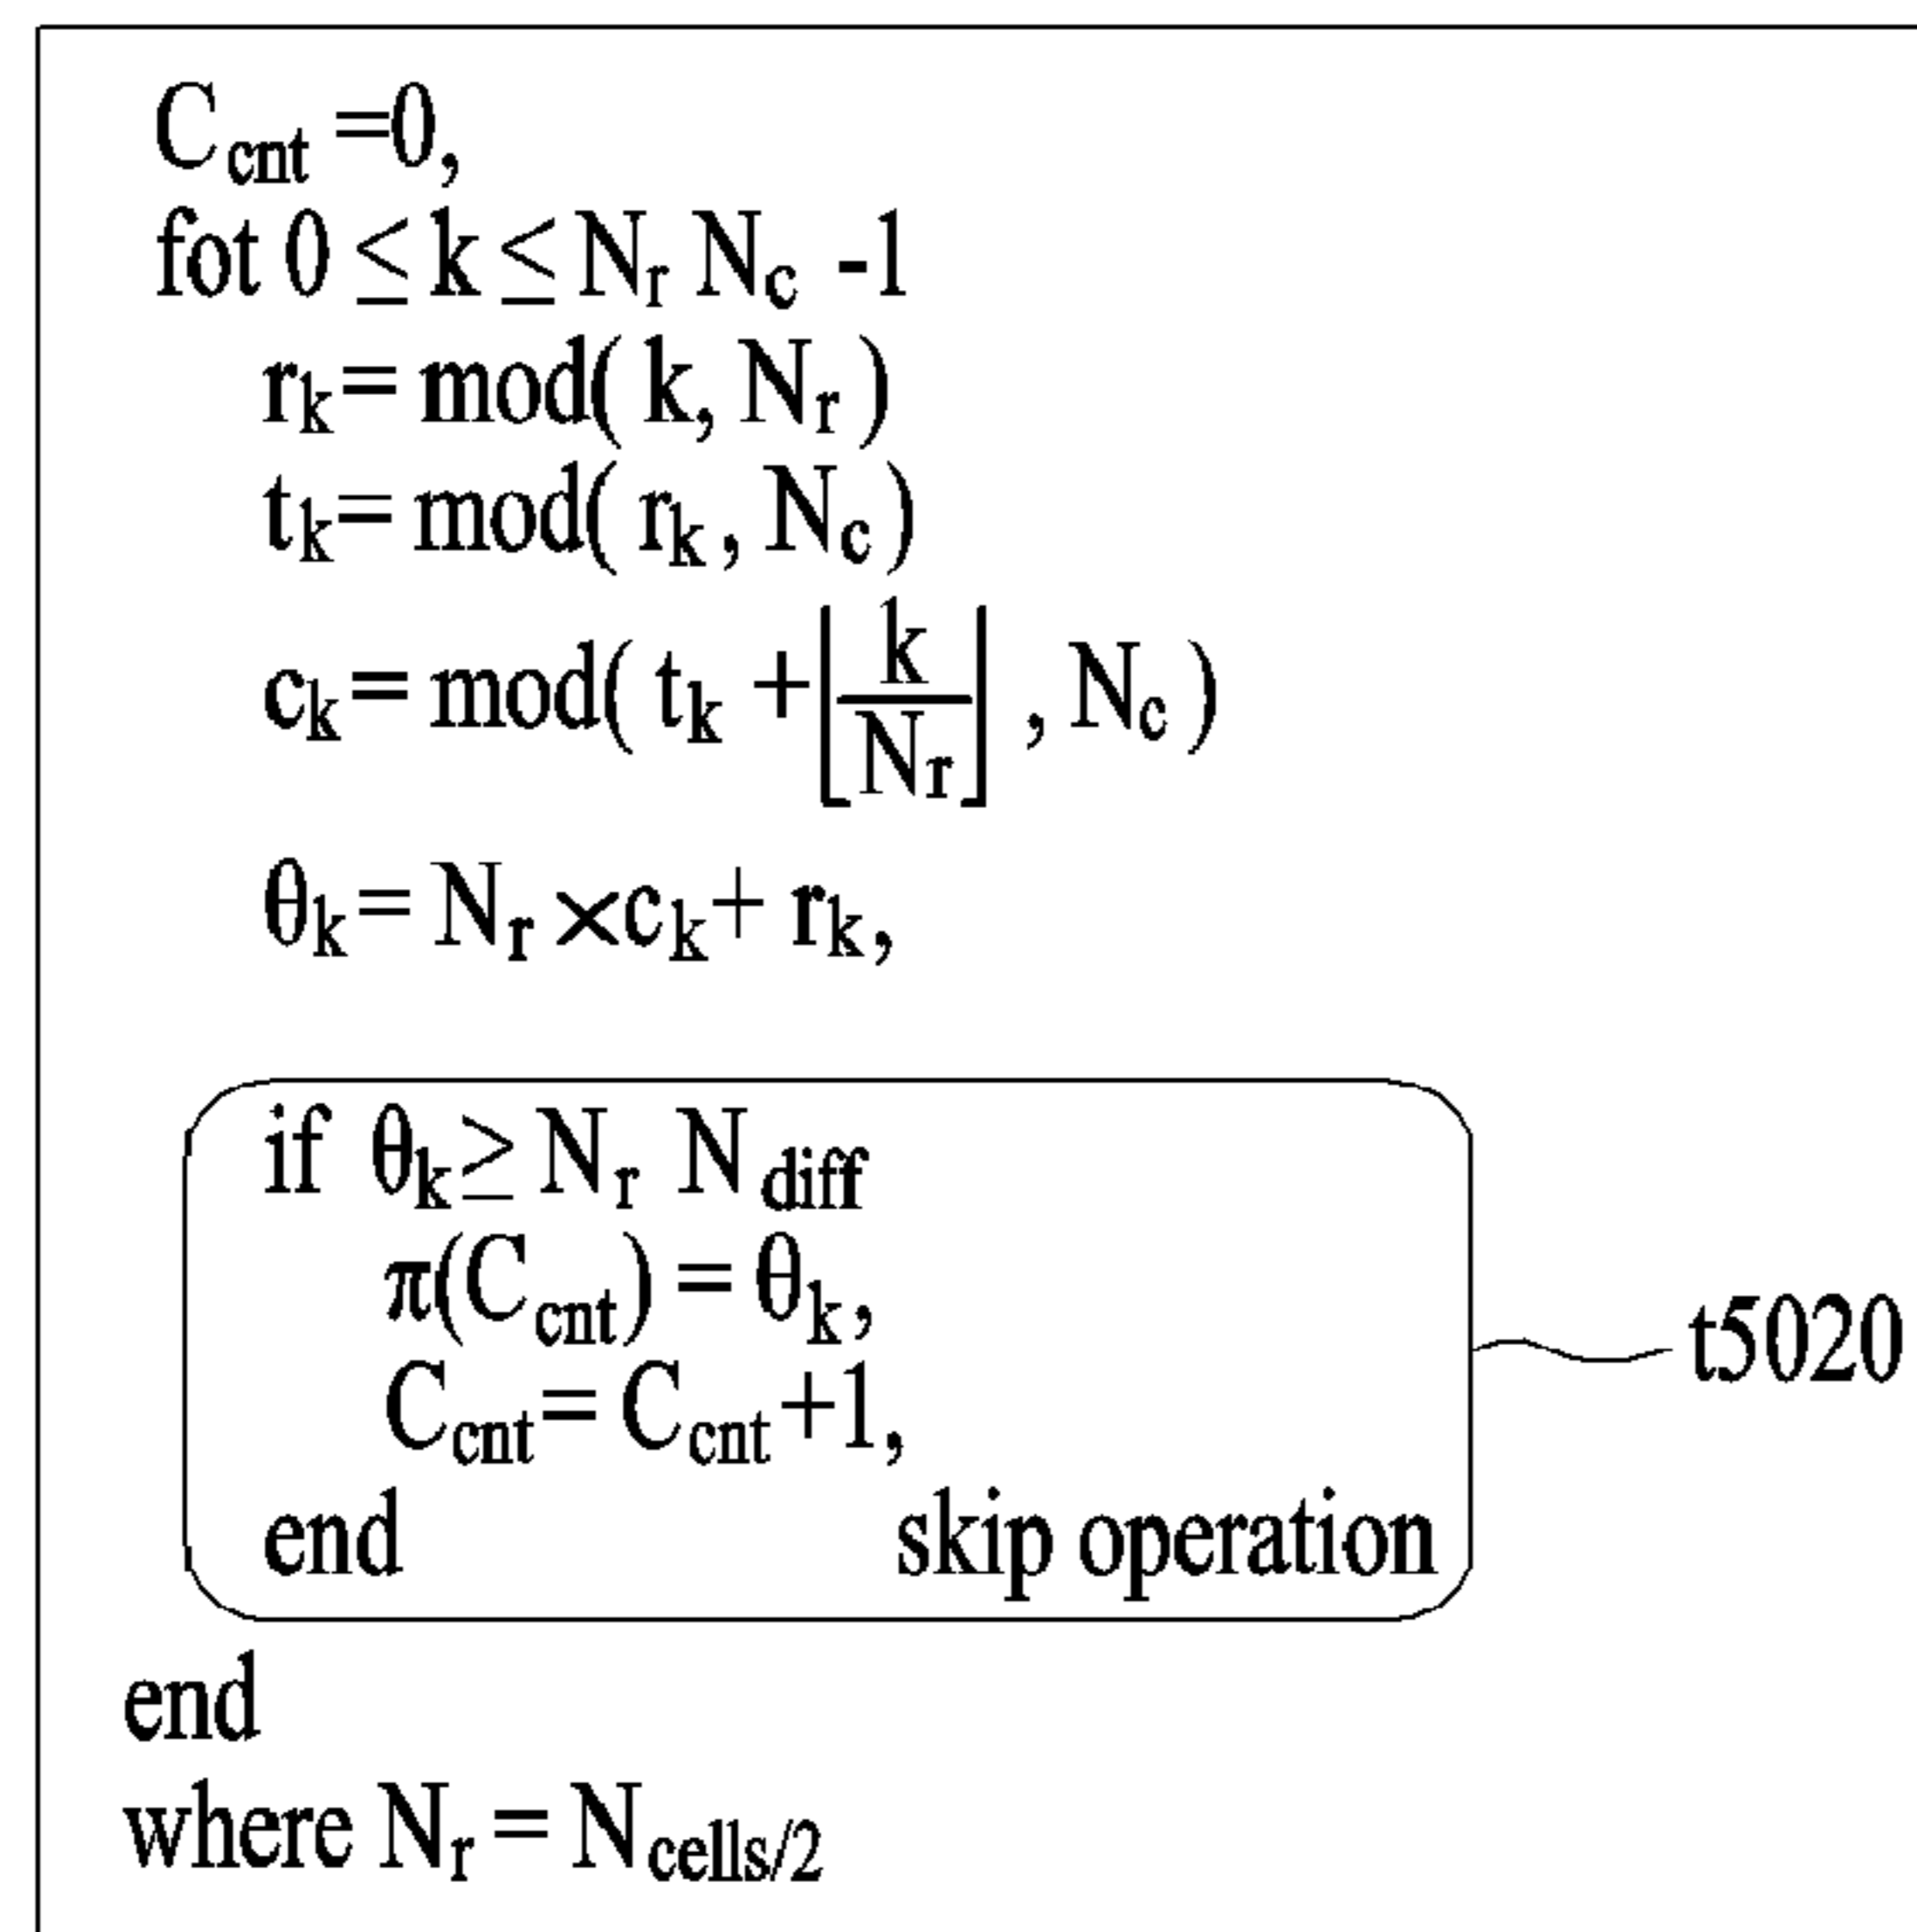 C_cnt =0,
fot 0 ≤ k ≤ N_r N_c -1
r_k = mod( k, N_r )
t_k = mod( r_k , N_c )
c_k = mod( t_k + ⌊k/N_r⌋ , N_c )
θ_k = N_r ×c_k + r_k,
if θ_k ≥ N_r N_diff
π(C_cnt) = θ_k,
C_cnt = C_cnt +1,
t5020
end skip operation
end
where N_r = N_cells/2